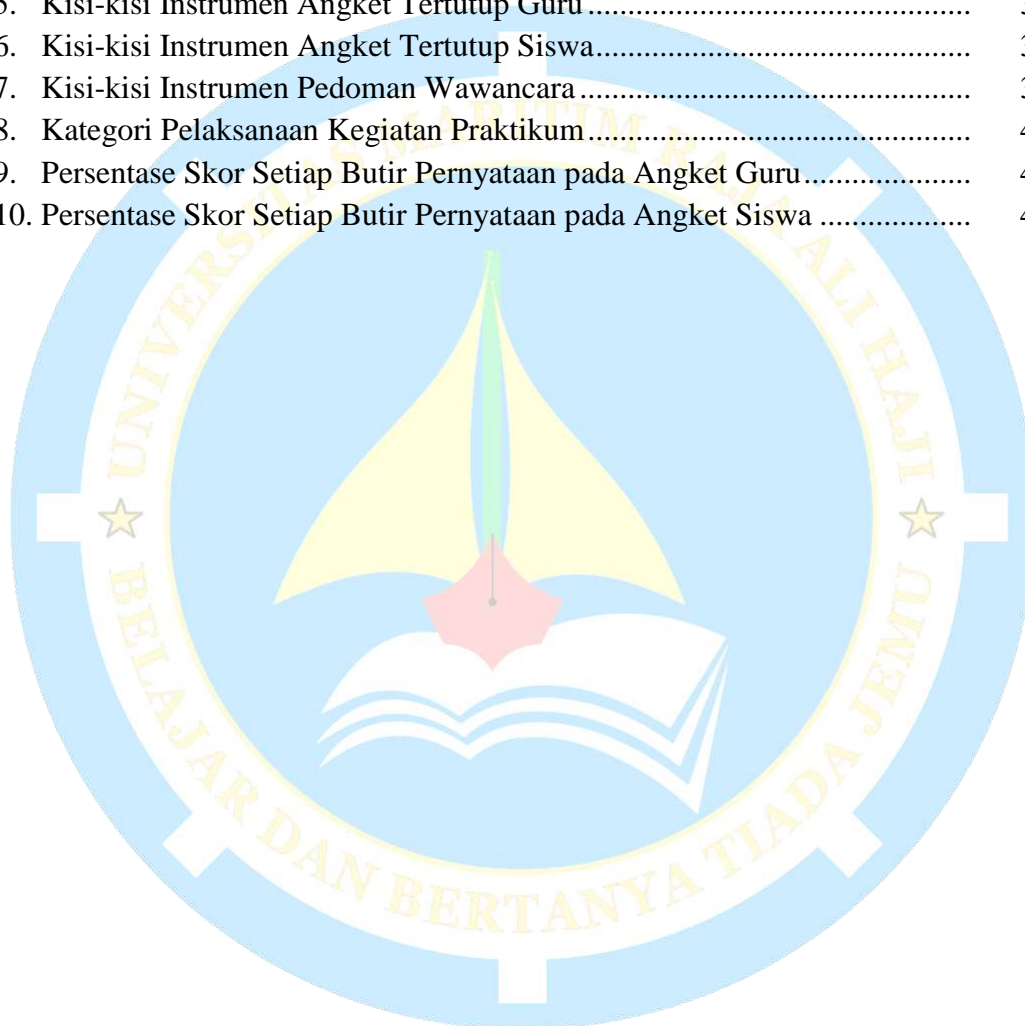 5. Kisi-kisi Instrumen Angket Tertutup Guru
6. Kisi-kisi Instrumen Angket Tertutup Siswa
7. Kisi-kisi Instrumen Pedoman Wawancara
8. Kategori Pelaksanaan Kegiatan Praktikum
9. Persentase Skor Setiap Butir Pernyataan pada Angket Guru
10. Persentase Skor Setiap Butir Pernyataan pada Angket Siswa
UNIVERSITAS MARITIM RAJA ALI HAJI
BELAJAR DAN BERTANYA TIADA JEMU